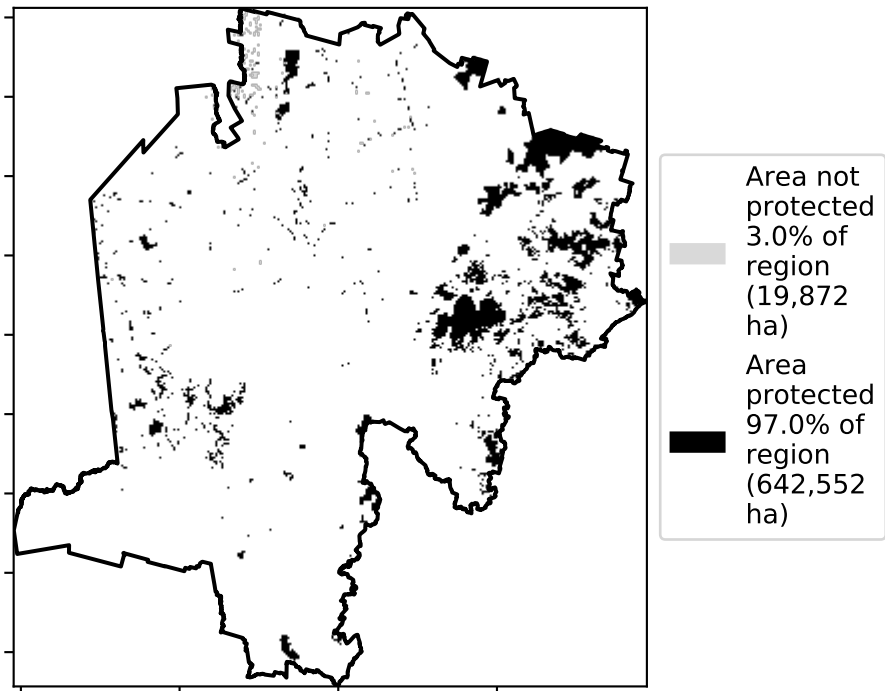 Area not
protected
3.0% of
region
(19,872
ha)
Area
protected
97.0% of
region
(642,552
ha)